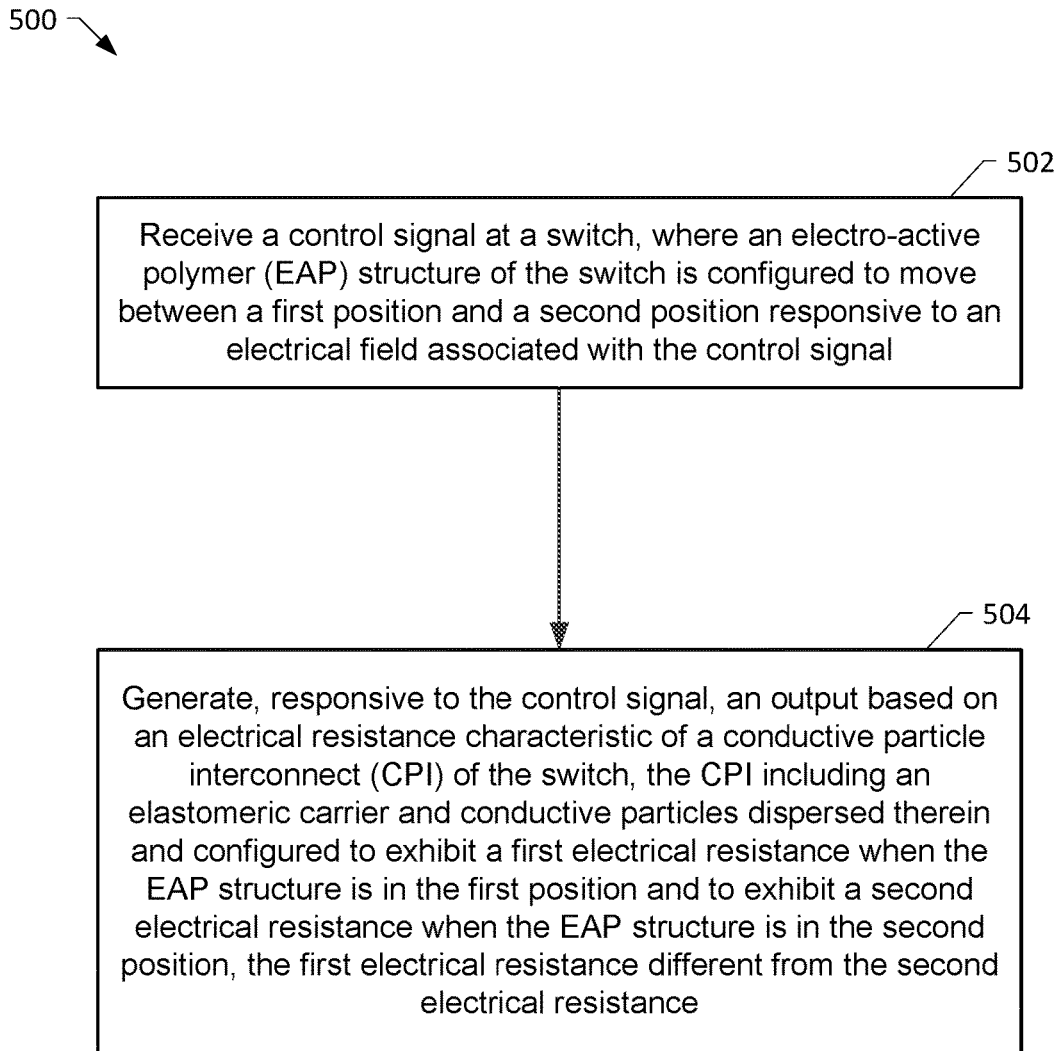 500
502
Receive a control signal at a switch, where an electro-active
polymer (EAP) structure of the switch is configured to move
between a first position and a second position responsive to an
electrical field associated with the control signal
504
Generate, responsive to the control signal, an output based on
an electrical resistance characteristic of a conductive particle
interconnect (CPI) of the switch, the CPI including an
elastomeric carrier and conductive particles dispersed therein
and configured to exhibit a first electrical resistance when the
EAP structure is in the first position and to exhibit a second
electrical resistance when the EAP structure is in the second
position, the first electrical resistance different from the second
electrical resistance